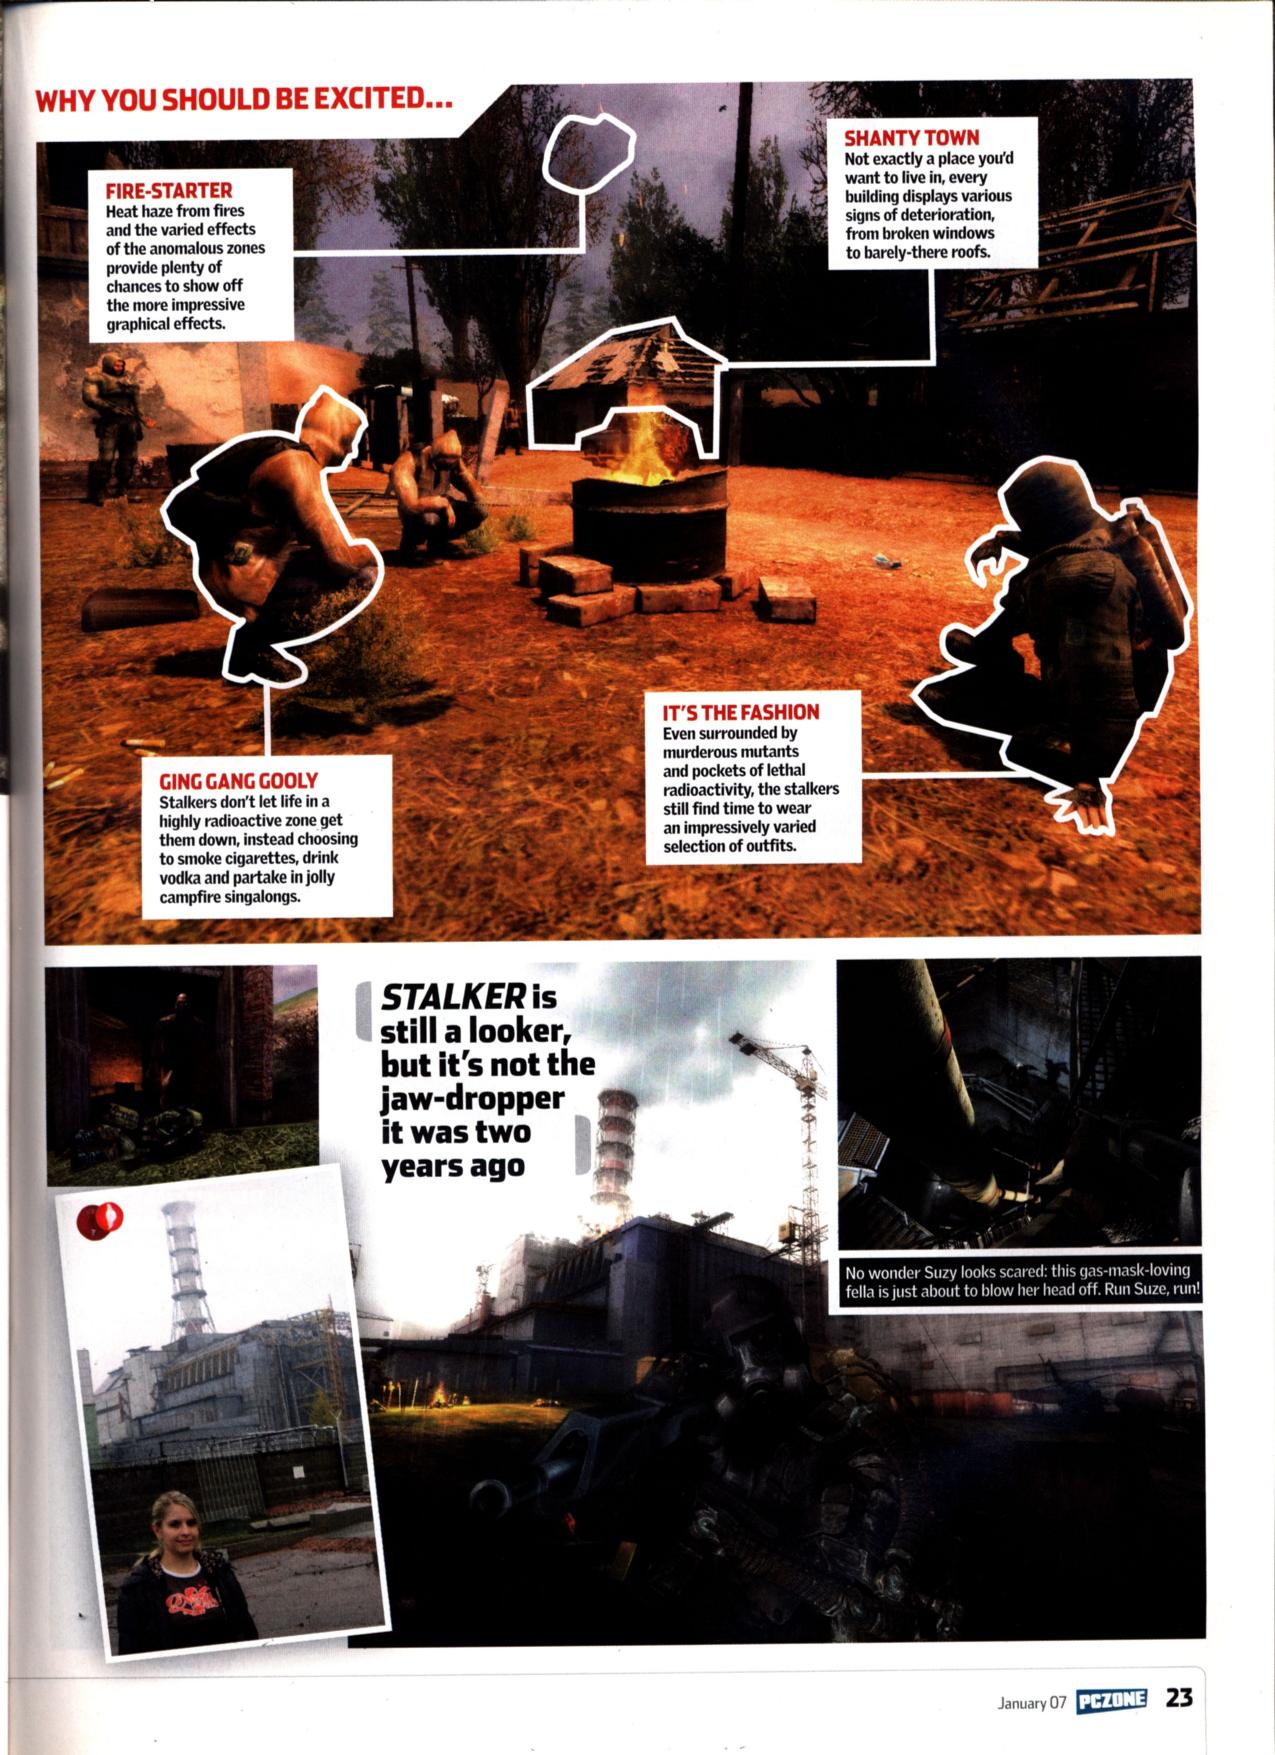 WHY YOU SHOULD BE EXCITED...
FIRE-STARTER
Heat haze from fires
and the varied effects
of the anomalous zones
provide plenty of
chances to show off
the more impressive
graphical effects.
SHANTY TOWN
Not exactly a place you'd
want to live in, every
building displays various
signs of deterioration,
from broken windows
to barely-there roofs.
GING GANG GOOLY
Stalkers don't let life in a
highly radioactive zone get
them down, instead choosing
to smoke cigarettes, drink
vodka and partake in jolly
campfire singalongs.
IT'S THE FASHION
Even surrounded by
murderous mutants
and pockets of lethal
radioactivity, the stalkers
still find time to wear
an impressively varied
selection of outfits.
STALKER is
still a looker,
but it's not the
jaw-dropper
it was two
years ago
No wonder Suzy looks scared: this gas-mask-loving
fella is just about to blow her head off. Run Suze, run!
January 07 PCZONE 23